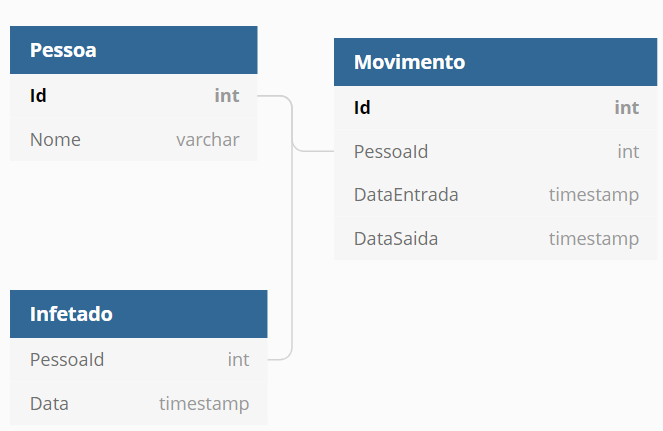 Pessoa
Id int
Nome varchar
Movimento
Id int
PessoaId int
DataEntrada timestamp
DataSaida timestamp
Infetado
PessoaId int
Data timestamp